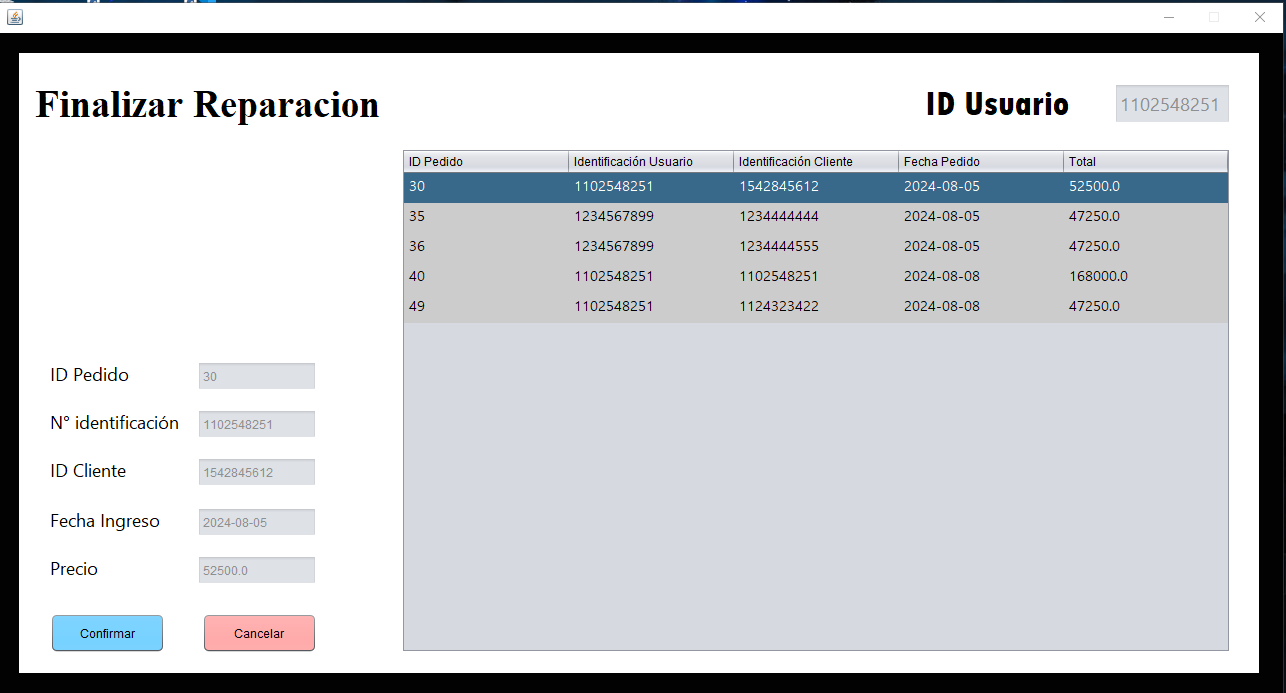 Finalizar Reparacion
ID Usuario 1102548251
ID Pedido Identificación Usuario Identificación Cliente Fecha Pedido Total
30 1102548251 1542845612 2024-08-05 52500.0
35 1234567899 1234444444 2024-08-05 47250.0
36 1234567899 1234444555 2024-08-05 47250.0
40 1102548251 1102548251 2024-08-08 168000.0
49 1102548251 1124323422 2024-08-08 47250.0
ID Pedido 30
N° identificación 1102548251
ID Cliente 1542845612
Fecha Ingreso 2024-08-05
Precio 52500.0
Confirmar Cancelar